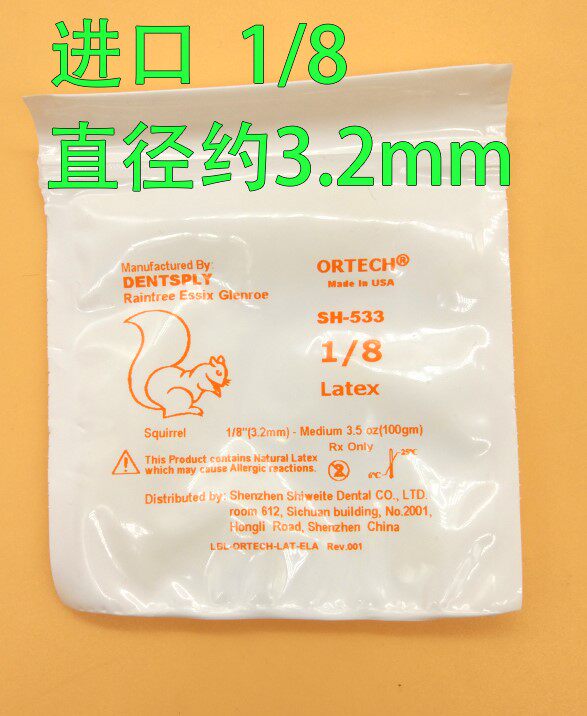 进口 1/8
直径约3.2mm
Manufactured By:
DENTSPLY
Raintree Essix Glenroe
ORTECH®
Made In USA
SH-533
1/8
Latex
Squirrel
1/8"(3.2mm) - Medium 3.5 oz(100gm)
Rx Only
This Product contains Natural Latex
which may cause Allergic reactions.
2
6°C 25°C
Distributed by: Shenzhen Shiweite Dental CO., LTD.
room 612, Sichuan building, No.2001,
Hongli Road, Shenzhen China
LBL-ORTECH-LAT-ELA Rev.001